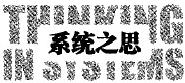 THINKING
系统之思
IN SYSTEMS